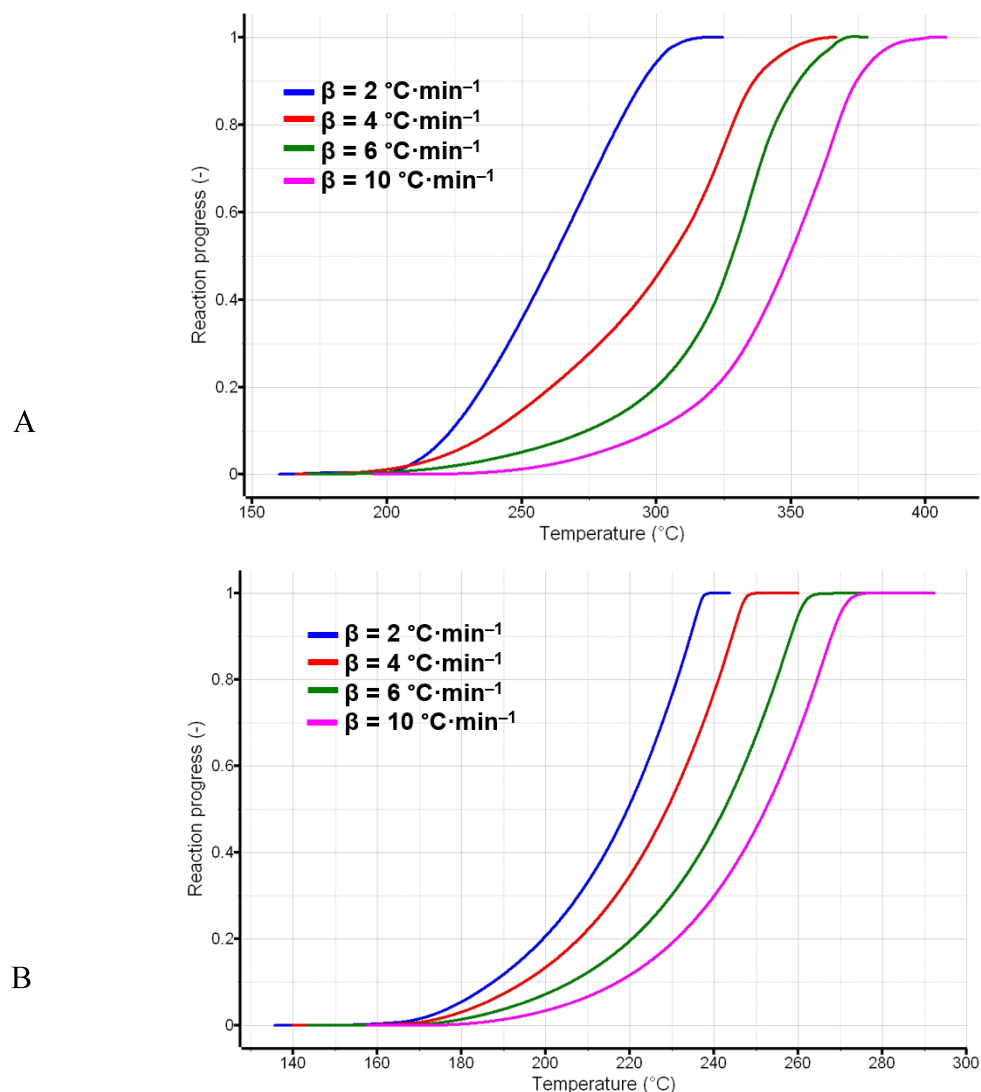 A
Reaction progress (-)
1
0.8
0.6
0.4
0.2
0
β = 2 °C·min⁻¹
β = 4 °C·min⁻¹
β = 6 °C·min⁻¹
β = 10 °C·min⁻¹
150 200 250 300 350 400
Temperature (°C)
B
Reaction progress (-)
1
0.8
0.6
0.4
0.2
0
β = 2 °C·min⁻¹
β = 4 °C·min⁻¹
β = 6 °C·min⁻¹
β = 10 °C·min⁻¹
140 160 180 200 220 240 260 280 300
Temperature (°C)